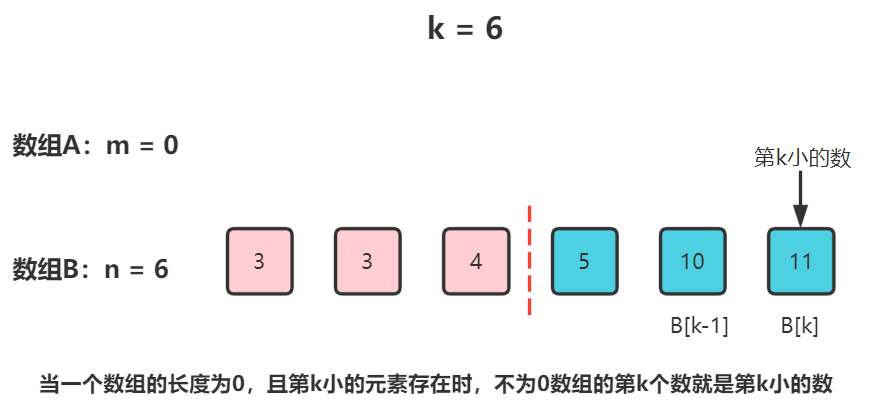 k = 6
数组A：m = 0
第k小的数
数组B：n = 6
3 3 4 5 10 11
B[k-1] B[k]
当一个数组的长度为0，且第k小的元素存在时，不为0数组的第k个数就是第k小的数